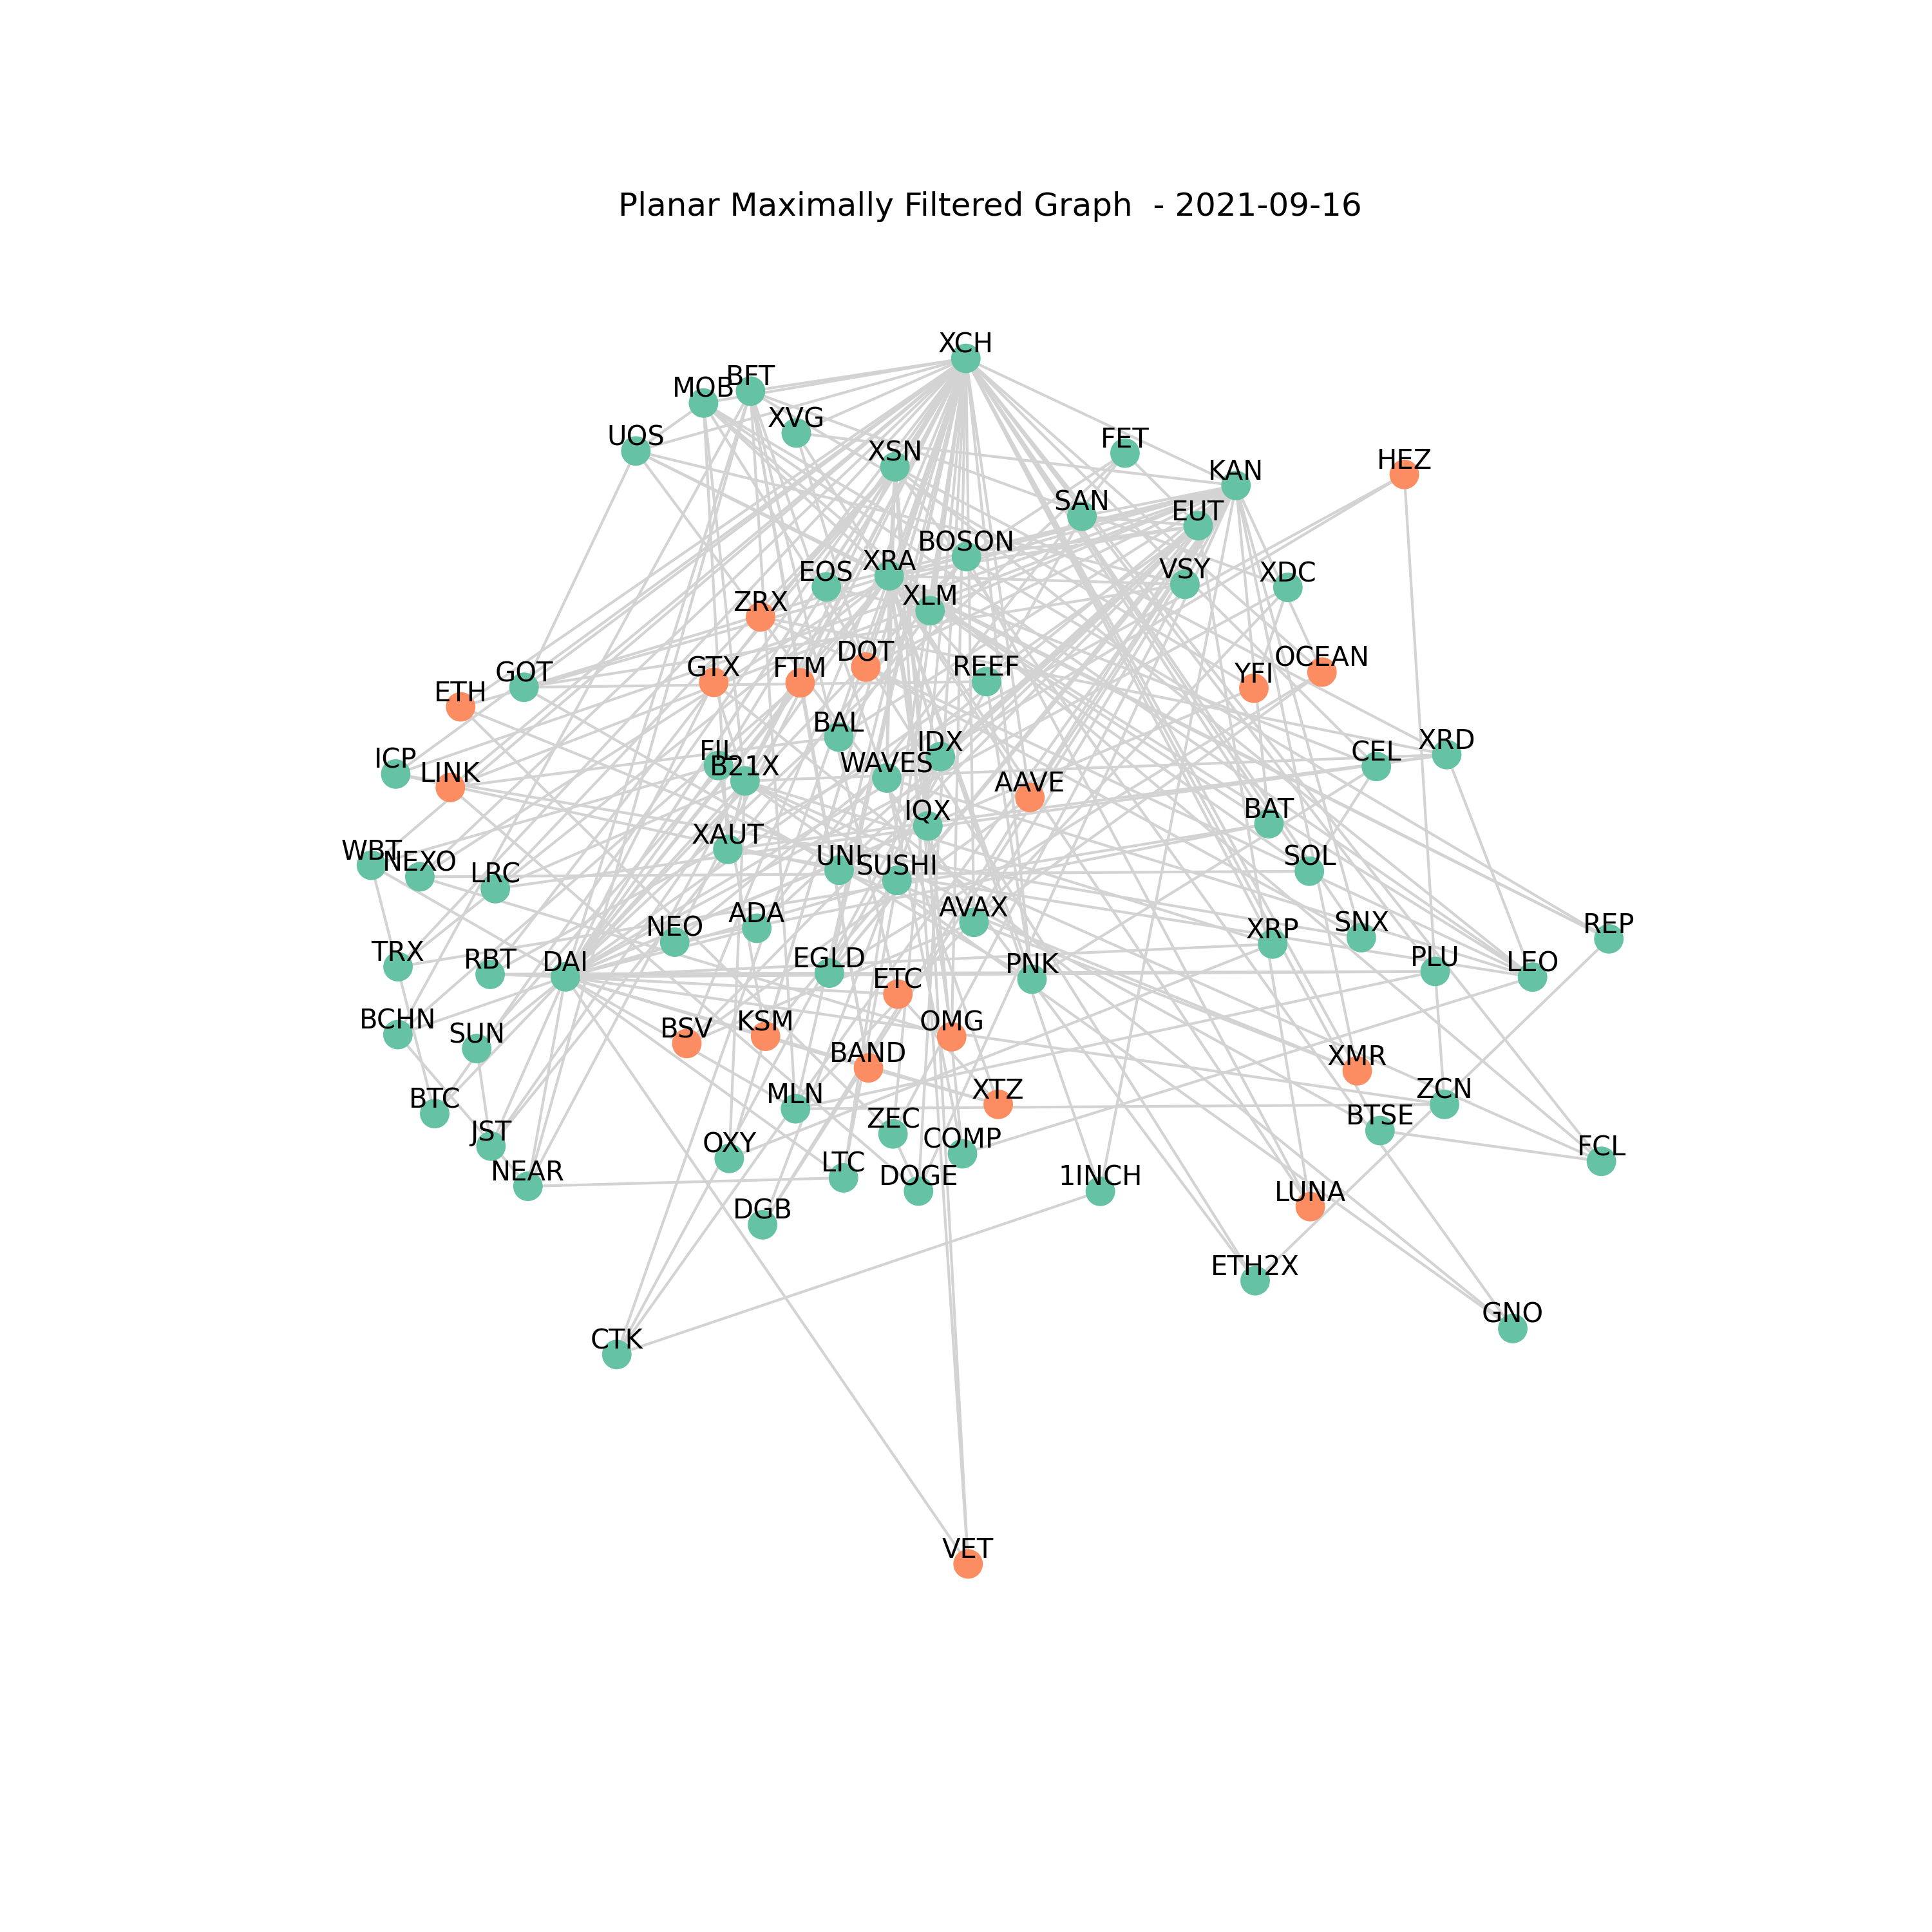 Planar Maximally Filtered Graph  - 2021-09-16
XCH
BFT
MOB
XVG
UOS
FET
XSN
HEZ
KAN
SAN
EUT
BOSON
XRA
VSY
EOS
XDC
XLM
ZRX
DOT
OCEAN
GTX
FTM
REEF
YFI
GOT
ETH
BAL
IDX
XRD
FIL
CEL
ICP
WAVES
B21X
LINK
AAVE
BAT
IQX
XAUT
WBT
UNI
SOL
NEXO
SUSHI
LRC
AVAX
ADA
SNX
REP
NEO
XRP
TRX
PLU
RBT
EGLD
DAI
LEO
PNK
ETC
BCHN
KSM
OMG
BSV
SUN
BAND
XMR
XTZ
ZCN
MLN
BTC
BTSE
ZEC
JST
COMP
FCL
OXY
LTC
NEAR
DOGE
1INCH
LUNA
DGB
ETH2X
GNO
CTK
VET